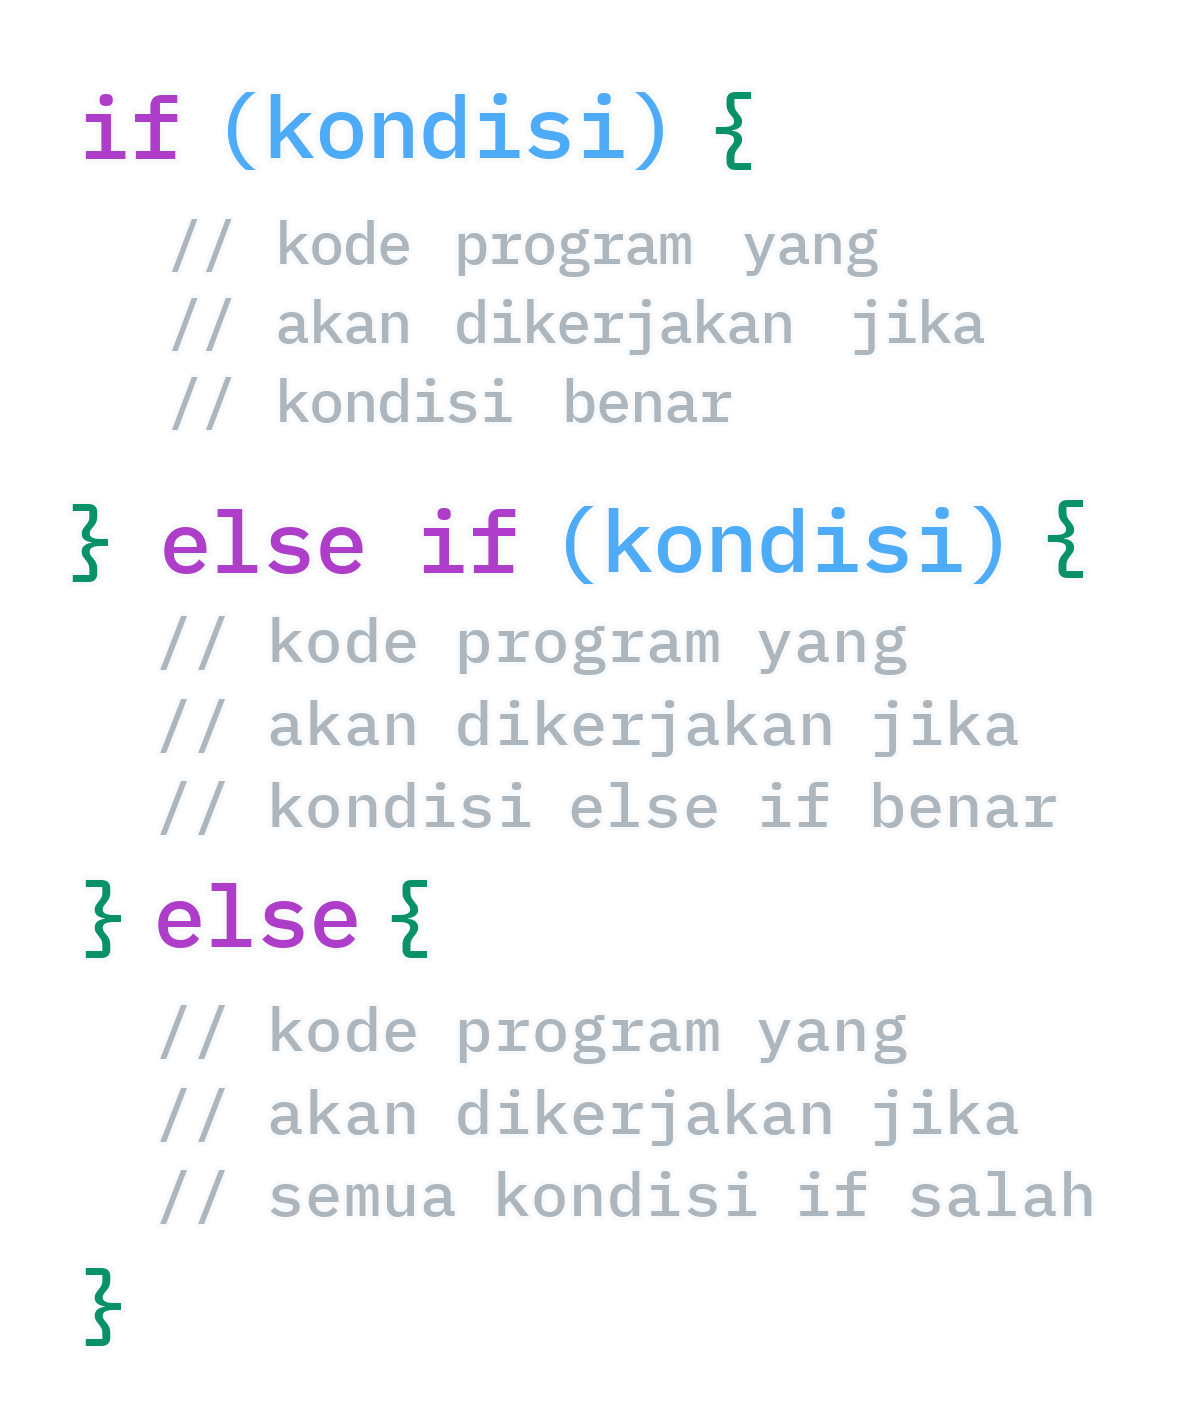 if (kondisi) {
// kode program yang
// akan dikerjakan jika
// kondisi benar
} else if (kondisi) {
// kode program yang
// akan dikerjakan jika
// kondisi else if benar
} else {
// kode program yang
// akan dikerjakan jika
// semua kondisi if salah
}